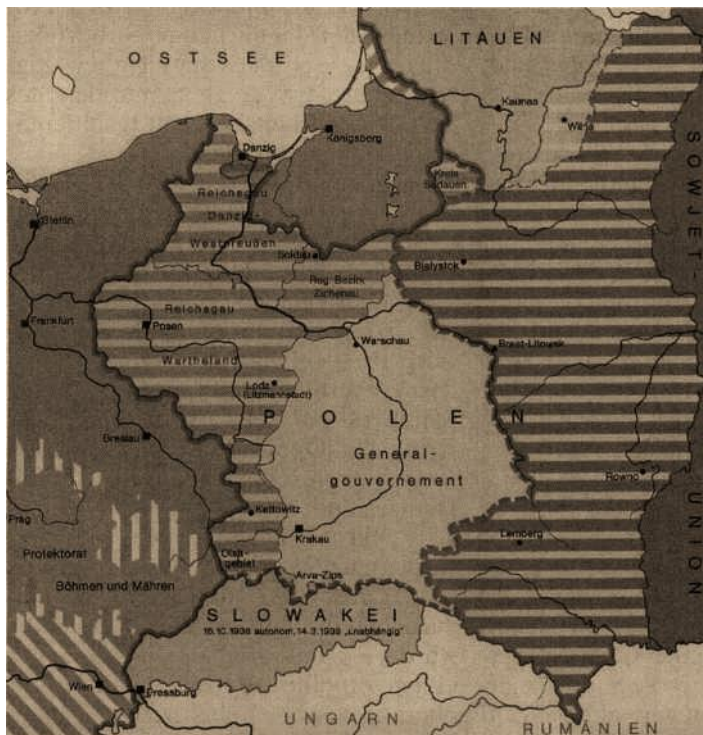 OSTSEE
LITAUEN
Kaunas
Wilna
Königsberg
Danzig
Kreis
Sudauen
SOWJET-
UNION
Reichsgau
Danzig-
Westpreußen
Stettin
Soldau
Bialystok
Reg. Bezirk
Zichenau
Reichsgau
Wartheland
Frankfurt
Posen
Warschau
Brest-Litowsk
Lodz
(Litzmannstadt)
POLEN
General-
gouvernement
Breslau
Rowno
Kattowitz
Krakau
Lemberg
Prag
Protektorat
Böhmen und Mähren
Olsa-
gebiet
Arva-Zips
SLOWAKEI
6.10.1938 autonom, 14.3.1939 „unabhängig"
Wien
Pressburg
UNGARN
RUMÄNIEN